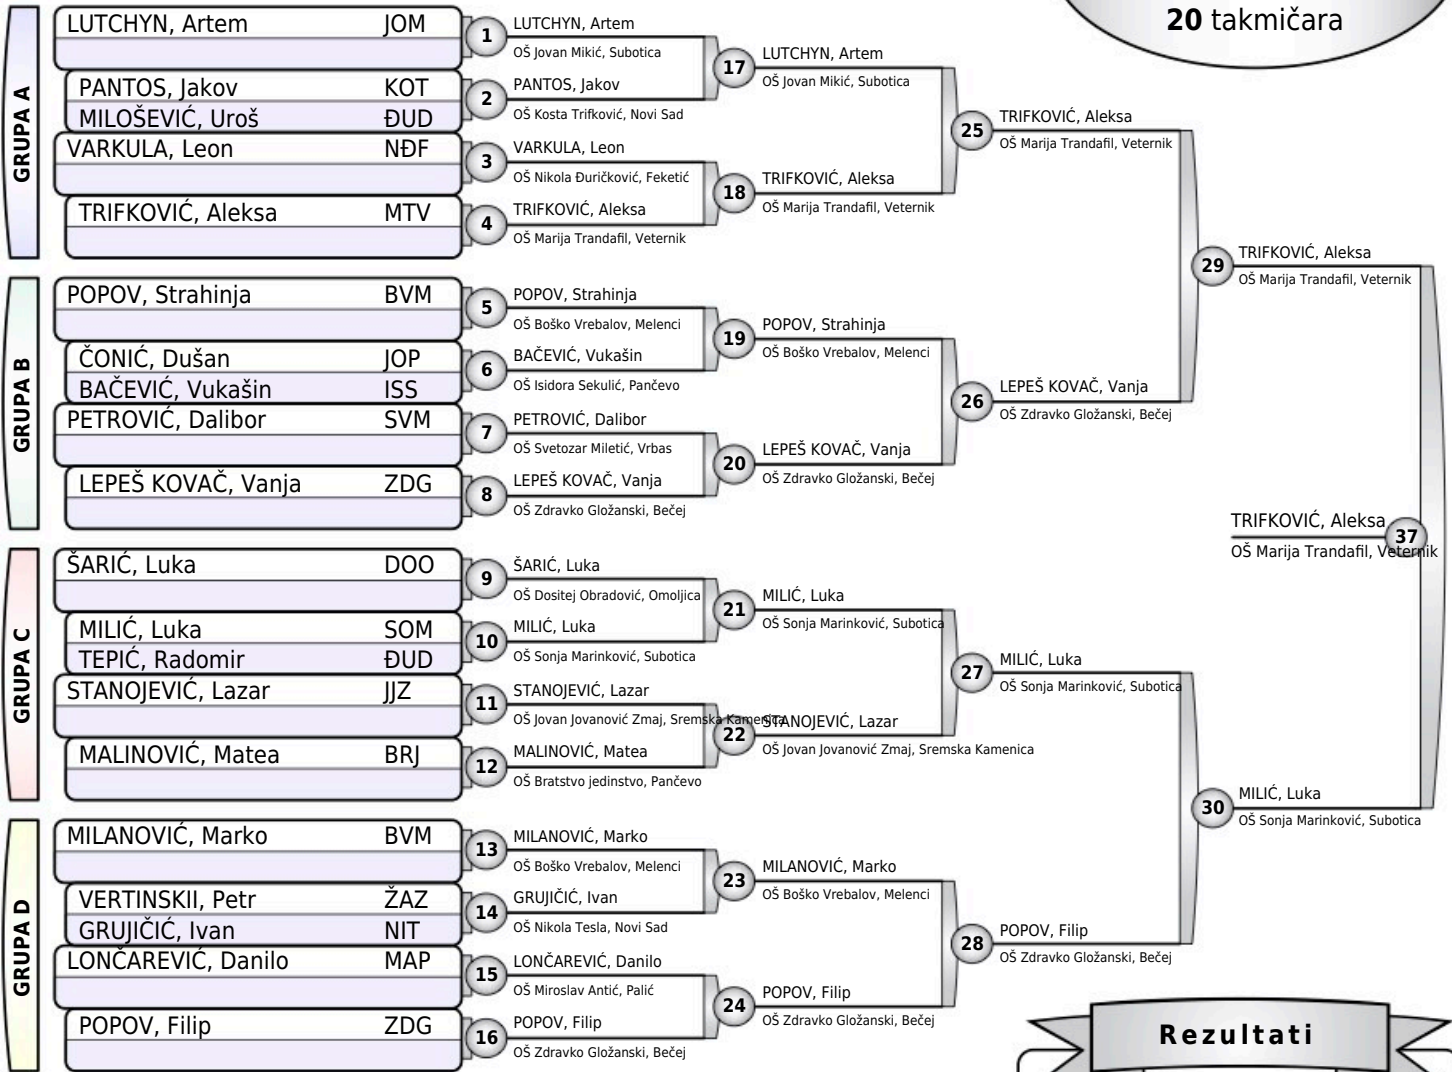 20 takmičara
GRUPA A
LUTCHYN, Artem JOM
PANTOS, Jakov KOT
MILOŠEVIĆ, Uroš ĐUD
VARKULA, Leon NĐF
TRIFKOVIĆ, Aleksa MTV
GRUPA B
POPOV, Strahinja BVM
ČONIĆ, Dušan JOP
BAČEVIĆ, Vukašin ISS
PETROVIĆ, Dalibor SVM
LEPEŠ KOVAČ, Vanja ZDG
GRUPA C
ŠARIĆ, Luka DOO
MILIĆ, Luka SOM
TEPIĆ, Radomir ĐUD
STANOJEVIĆ, Lazar JJZ
MALINOVIĆ, Matea BRJ
GRUPA D
MILANOVIĆ, Marko BVM
VERTINSKII, Petr ŽAZ
GRUJIČIĆ, Ivan NIT
LONČAREVIĆ, Danilo MAP
POPOV, Filip ZDG
1 LUTCHYN, Artem
OŠ Jovan Mikić, Subotica
2 PANTOS, Jakov
OŠ Kosta Trifković, Novi Sad
3 VARKULA, Leon
OŠ Nikola Đuričković, Feketić
4 TRIFKOVIĆ, Aleksa
OŠ Marija Trandafil, Veternik
5 POPOV, Strahinja
OŠ Boško Vrebalov, Melenci
6 BAČEVIĆ, Vukašin
OŠ Isidora Sekulić, Pančevo
7 PETROVIĆ, Dalibor
OŠ Svetozar Miletić, Vrbas
8 LEPEŠ KOVAČ, Vanja
OŠ Zdravko Gložanski, Bečej
9 ŠARIĆ, Luka
OŠ Dositej Obradović, Omoljica
10 MILIĆ, Luka
OŠ Sonja Marinković, Subotica
11 STANOJEVIĆ, Lazar
OŠ Jovan Jovanović Zmaj, Sremska Kamenica
12 MALINOVIĆ, Matea
OŠ Bratstvo jedinstvo, Pančevo
13 MILANOVIĆ, Marko
OŠ Boško Vrebalov, Melenci
14 GRUJIČIĆ, Ivan
OŠ Nikola Tesla, Novi Sad
15 LONČAREVIĆ, Danilo
OŠ Miroslav Antić, Palić
16 POPOV, Filip
OŠ Zdravko Gložanski, Bečej
17 LUTCHYN, Artem
OŠ Jovan Mikić, Subotica
18 TRIFKOVIĆ, Aleksa
OŠ Marija Trandafil, Veternik
19 POPOV, Strahinja
OŠ Boško Vrebalov, Melenci
20 LEPEŠ KOVAČ, Vanja
OŠ Zdravko Gložanski, Bečej
21 MILIĆ, Luka
OŠ Sonja Marinković, Subotica
22 STANOJEVIĆ, Lazar
OŠ Jovan Jovanović Zmaj, Sremska Kamenica
23 MILANOVIĆ, Marko
OŠ Boško Vrebalov, Melenci
24 POPOV, Filip
OŠ Zdravko Gložanski, Bečej
25 TRIFKOVIĆ, Aleksa
OŠ Marija Trandafil, Veternik
26 LEPEŠ KOVAČ, Vanja
OŠ Zdravko Gložanski, Bečej
27 MILIĆ, Luka
OŠ Sonja Marinković, Subotica
28 POPOV, Filip
OŠ Zdravko Gložanski, Bečej
29 TRIFKOVIĆ, Aleksa
OŠ Marija Trandafil, Veternik
30 MILIĆ, Luka
OŠ Sonja Marinković, Subotica
TRIFKOVIĆ, Aleksa 37
OŠ Marija Trandafil, Veternik
Rezultati